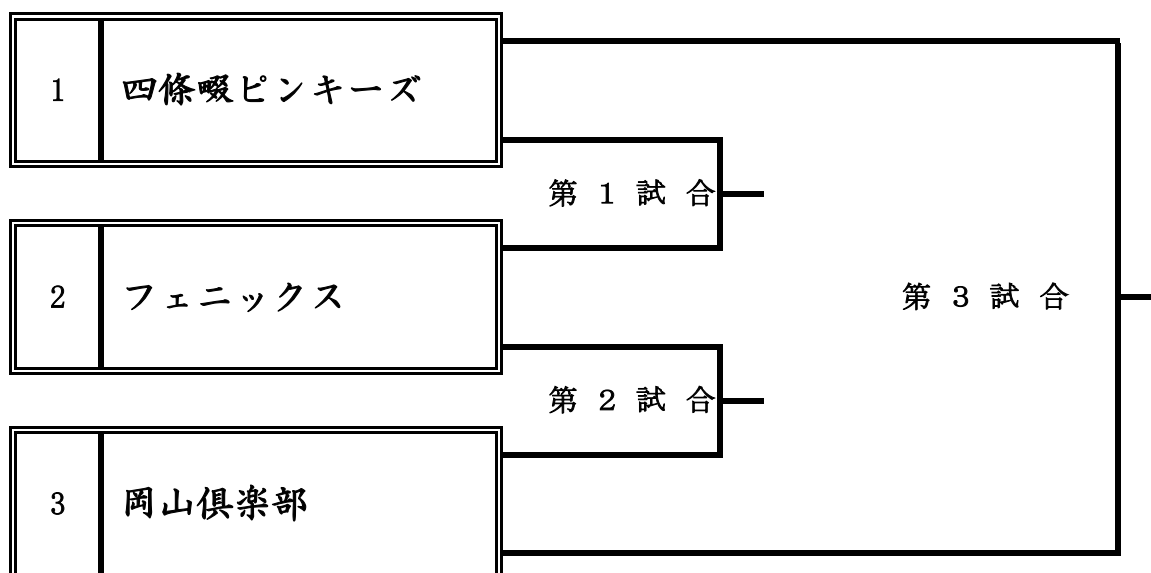 1 四條畷ピンキーズ
第1試合
2 フェニックス
第3試合
第2試合
3 岡山倶楽部